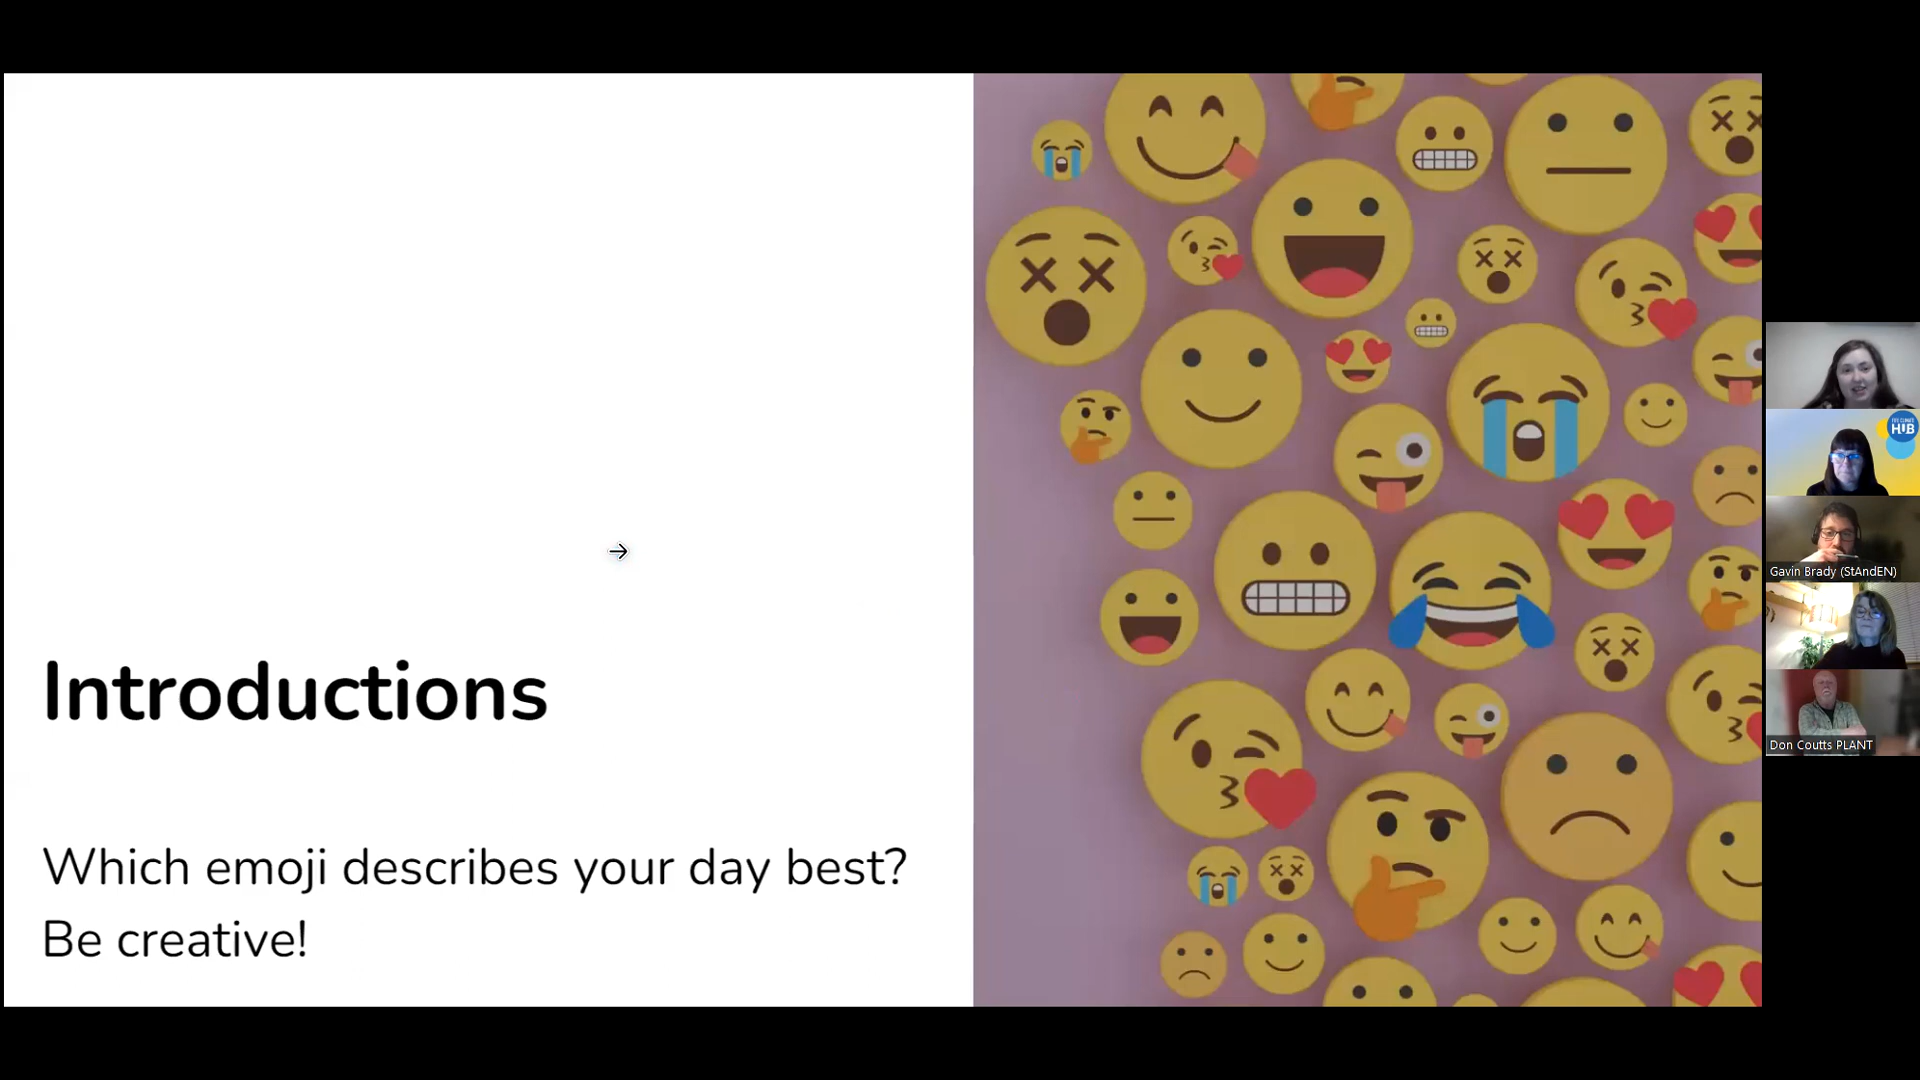 Introductions
Which emoji describes your day best?
Be creative!
HUB
Gavin Brady (StAndEN)
Don Coutts PLANT